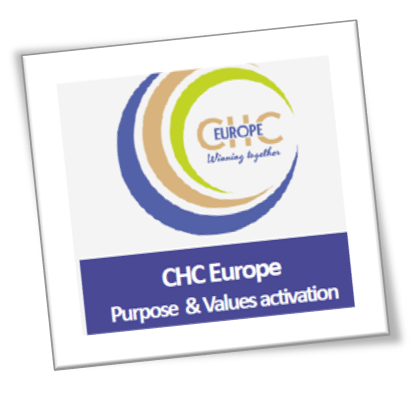 CHC
EUROPE
Winning together
CHC Europe
Purpose & Values activation